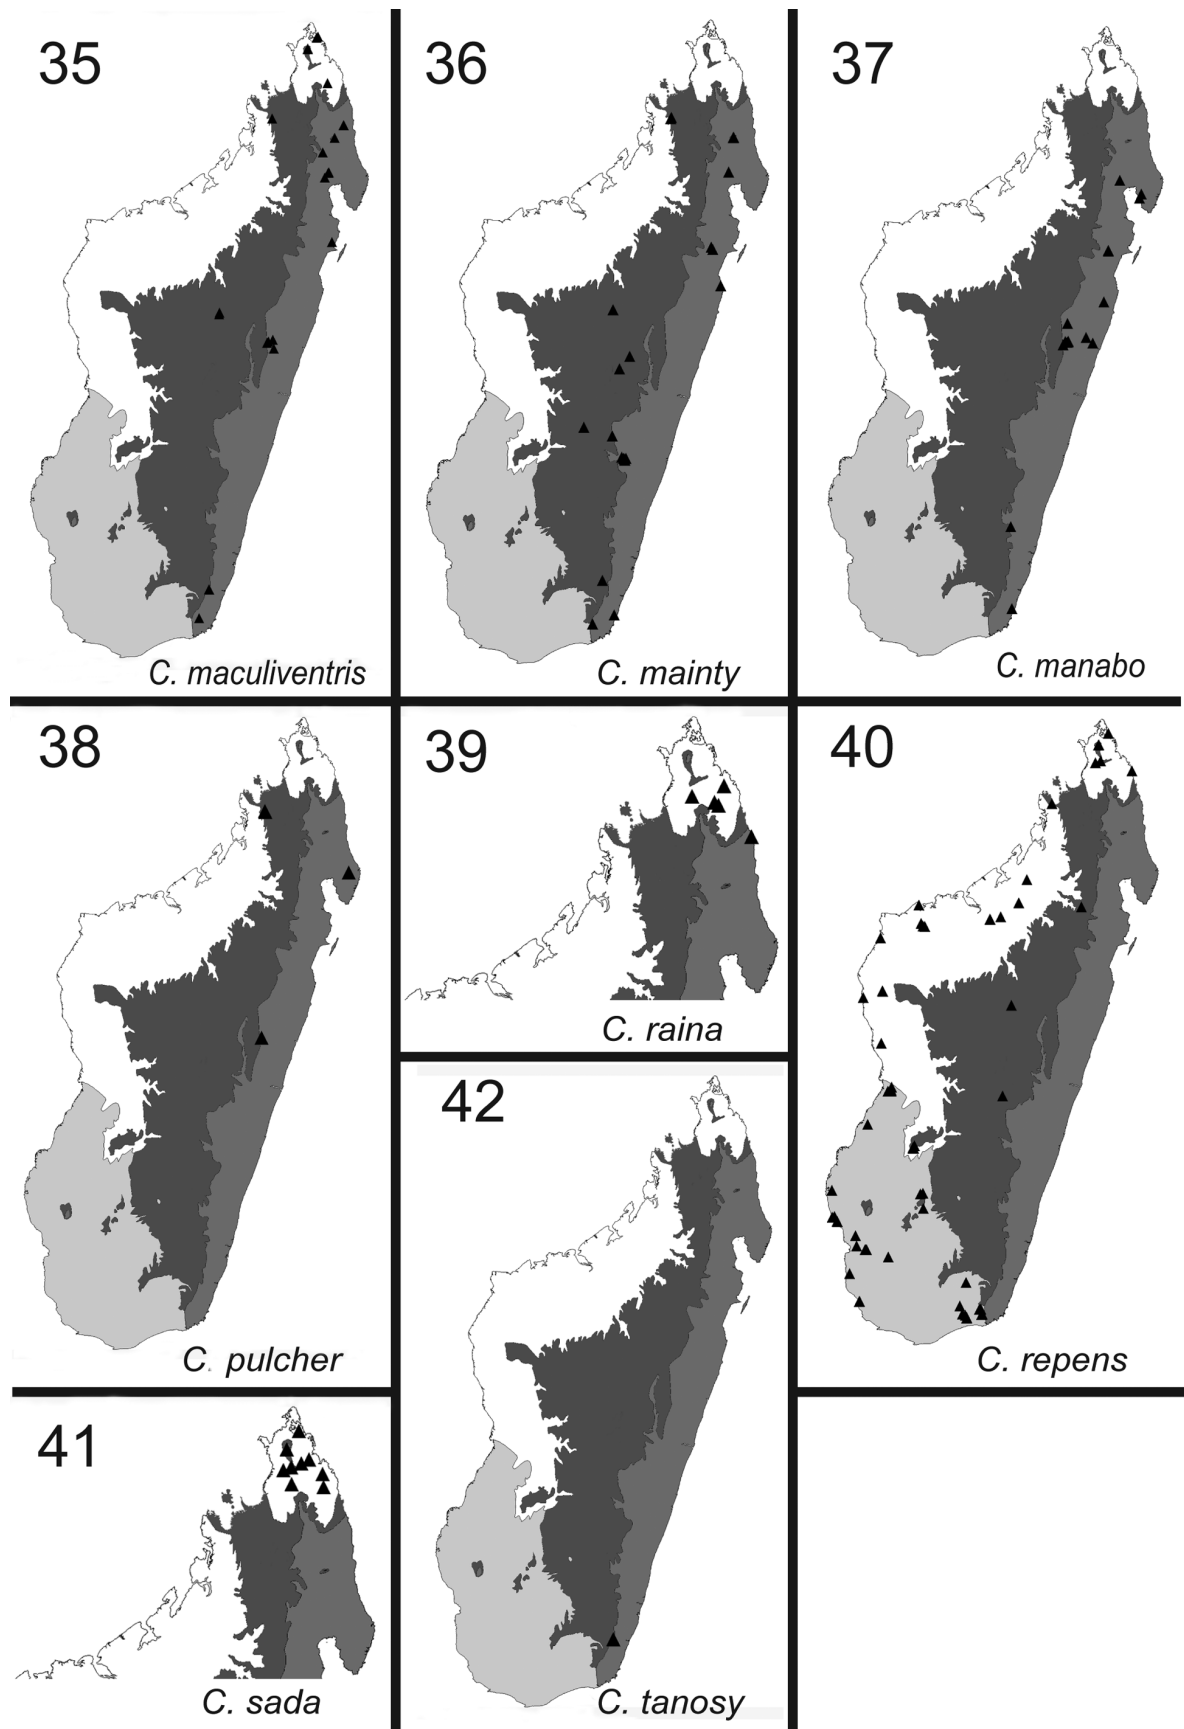 35
C. maculiventris
36
C. mainty
37
C. manabo
38
C. pulcher
39
C. raina
40
C. repens
41
C. sada
42
C. tanosy